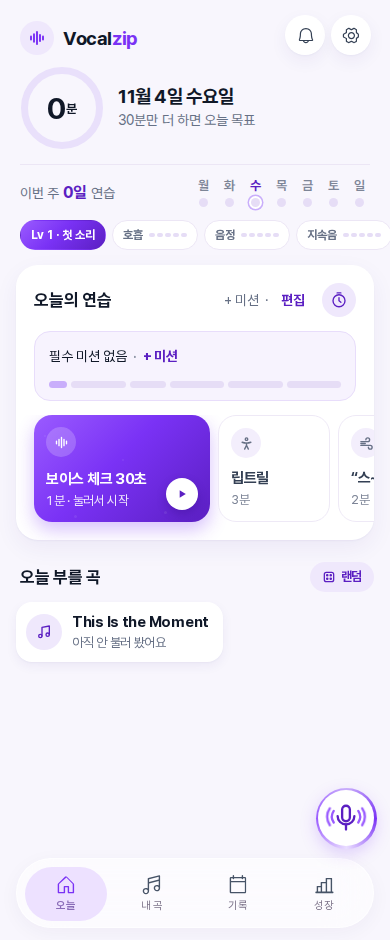 Vocalzip
0분
11월 4일 수요일
30분만 더 하면 오늘 목표
이번 주 0일 연습
월 화 수 목 금 토 일
Lv 1 · 첫 소리
호흡
음정
지속음
오늘의 연습
+ 미션 · 편집
필수 미션 없음 · + 미션
보이스 체크 30초
1분 · 눌러서 시작
립트릴
3분
“스-
2분
오늘 부를 곡
랜덤
This Is the Moment
아직 안 불러 봤어요
오늘
내 곡
기록
성장